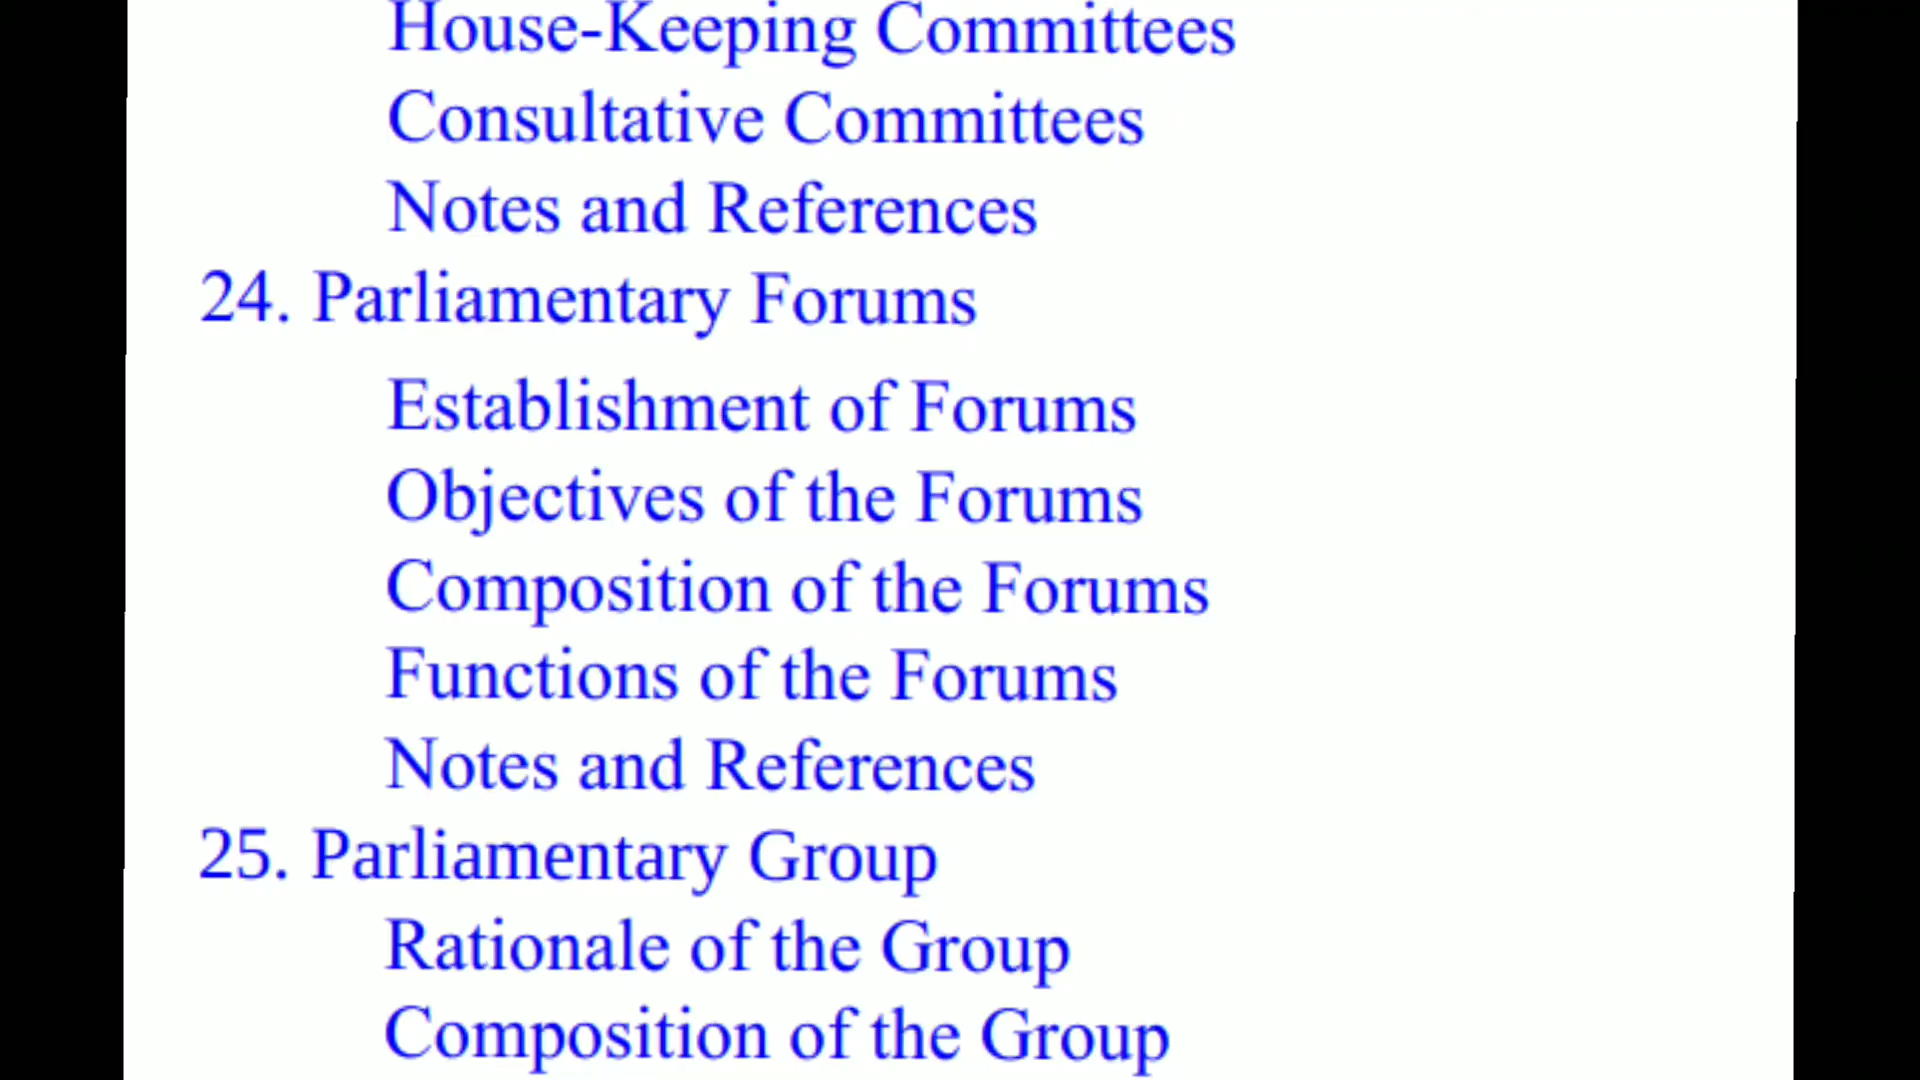 House-Keeping Committees
Consultative Committees
Notes and References
24. Parliamentary Forums
Establishment of Forums
Objectives of the Forums
Composition of the Forums
Functions of the Forums
Notes and References
25. Parliamentary Group
Rationale of the Group
Composition of the Group